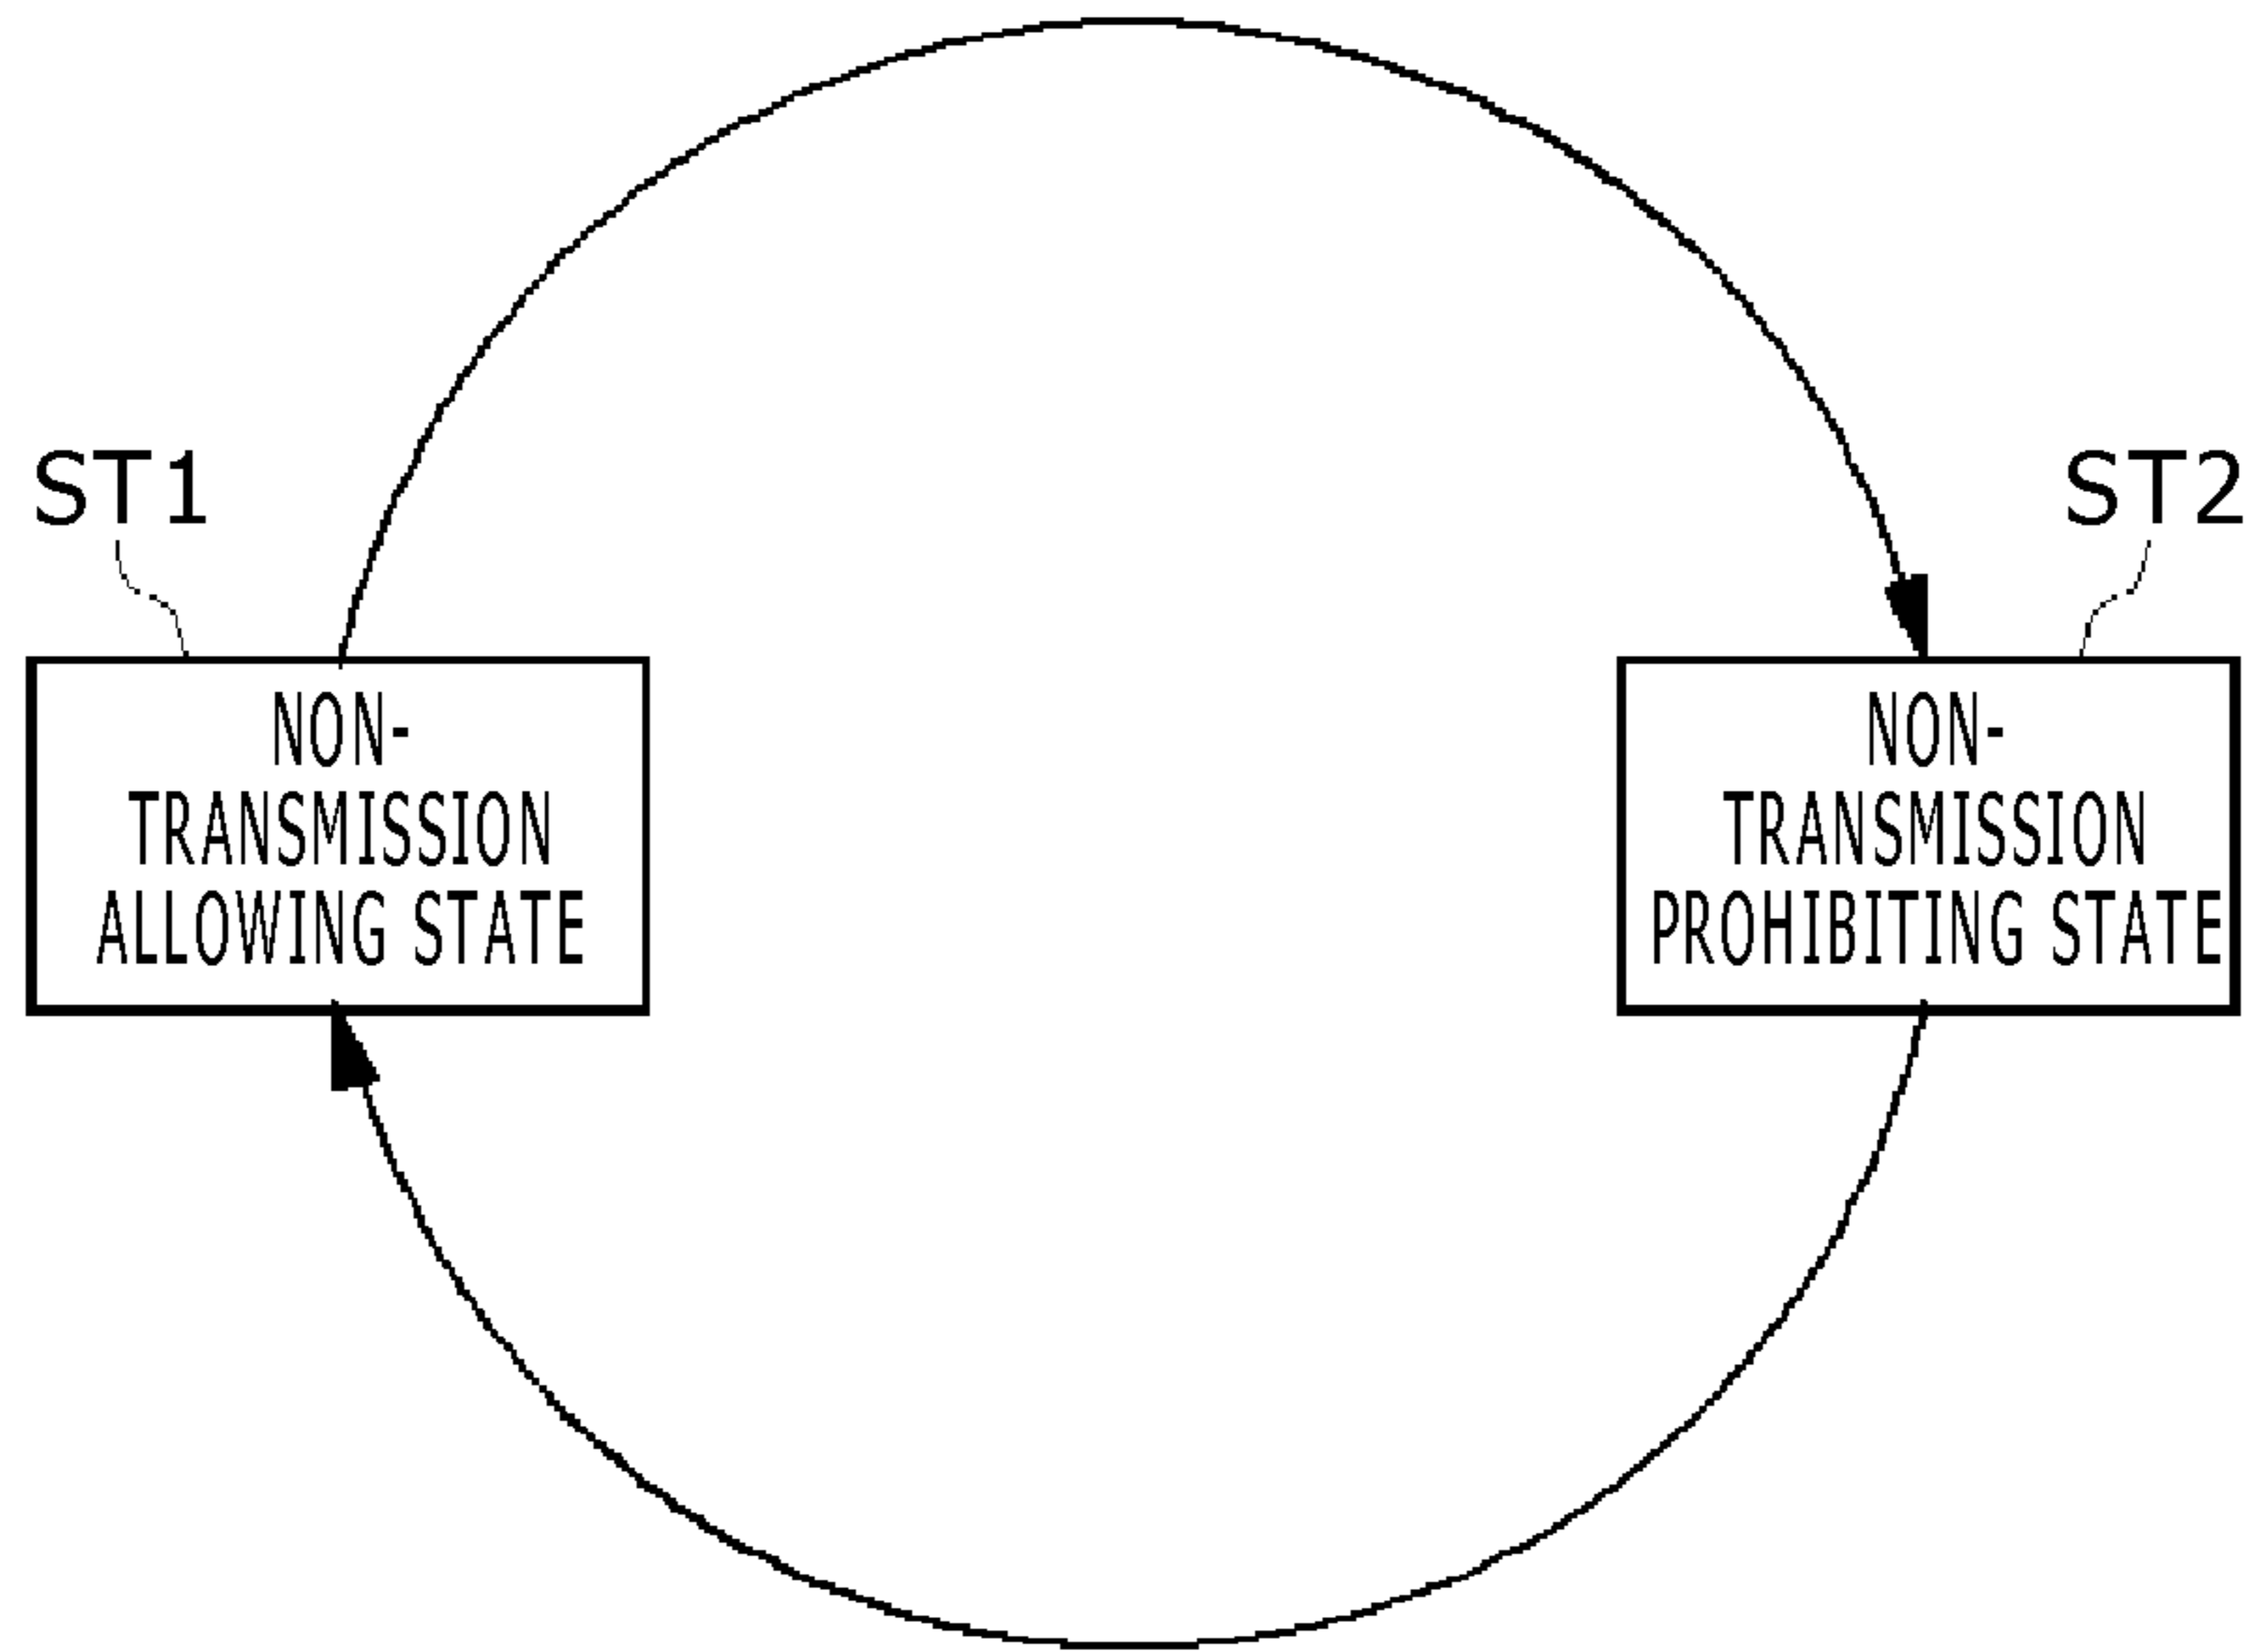 ST1
NON-
TRANSMISSION
ALLOWING STATE
ST2
NON-
TRANSMISSION
PROHIBITING STATE